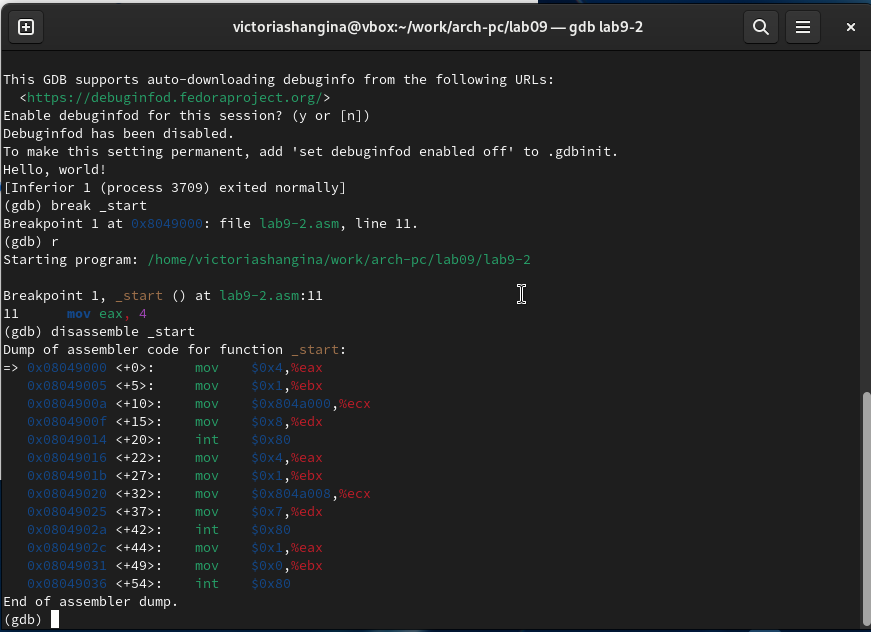 victoriashangina@vbox:~/work/arch-pc/lab09 — gdb lab9-2
This GDB supports auto-downloading debuginfo from the following URLs:
  <https://debuginfod.fedoraproject.org/>
Enable debuginfod for this session? (y or [n])
Debuginfod has been disabled.
To make this setting permanent, add 'set debuginfod enabled off' to .gdbinit.
Hello, world!
[Inferior 1 (process 3709) exited normally]
(gdb) break _start
Breakpoint 1 at 0x8049000: file lab9-2.asm, line 11.
(gdb) r
Starting program: /home/victoriashangina/work/arch-pc/lab09/lab9-2
Breakpoint 1, _start () at lab9-2.asm:11
11      mov eax, 4
(gdb) disassemble _start
Dump of assembler code for function _start:
=> 0x08049000 <+0>:     mov    $0x4,%eax
   0x08049005 <+5>:     mov    $0x1,%ebx
   0x0804900a <+10>:    mov    $0x804a000,%ecx
   0x0804900f <+15>:    mov    $0x8,%edx
   0x08049014 <+20>:    int    $0x80
   0x08049016 <+22>:    mov    $0x4,%eax
   0x0804901b <+27>:    mov    $0x1,%ebx
   0x08049020 <+32>:    mov    $0x804a008,%ecx
   0x08049025 <+37>:    mov    $0x7,%edx
   0x0804902a <+42>:    int    $0x80
   0x0804902c <+44>:    mov    $0x1,%eax
   0x08049031 <+49>:    mov    $0x0,%ebx
   0x08049036 <+54>:    int    $0x80
End of assembler dump.
(gdb)